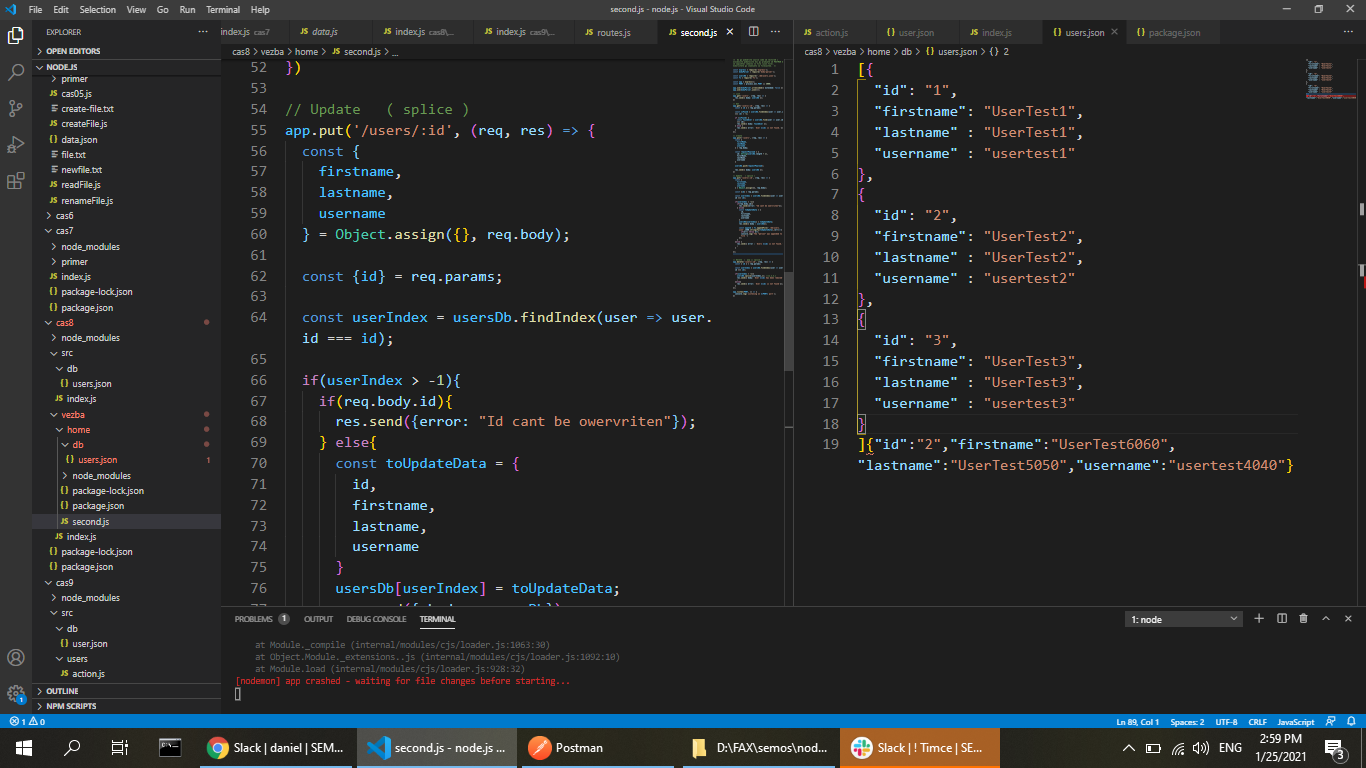 File Edit Selection View Go Run Terminal Help
second.js - node.js - Visual Studio Code
EXPLORER
OPEN EDITORS
NODE.JS
primer
cas05.js
create-file.txt
createFile.js
data.json
file.txt
newfile.txt
readFile.js
renameFile.js
cas6
cas7
node_modules
primer
index.js
package-lock.json
package.json
cas8
node_modules
src
db
users.json
index.js
vezba
home
db
users.json 1
node_modules
package-lock.json
package.json
second.js
index.js
package-lock.json
package.json
cas9
node_modules
src
db
user.json
users
action.js
OUTLINE
NPM SCRIPTS
index.js cas7 data.js index.js cas8\... index.js cas9\... routes.js second.js
cas8 > vezba > home > second.js > ...
52 })
53
54 // Update ( splice )
55 app.put('/users/:id', (req, res) => {
56 const {
57 firstname,
58 lastname,
59 username
60 } = Object.assign({}, req.body);
61
62 const {id} = req.params;
63
64 const userIndex = usersDb.findIndex(user => user.
id === id);
65
66 if(userIndex > -1){
67 if(req.body.id){
68 res.send({error: "Id cant be owervriten"});
69 } else{
70 const toUpdateData = {
71 id,
72 firstname,
73 lastname,
74 username
75 }
76 usersDb[userIndex] = toUpdateData;
action.js user.json index.js users.json package.json
cas8 > vezba > home > db > users.json > {} 2
1 [{
2 "id": "1",
3 "firstname": "UserTest1",
4 "lastname" : "UserTest1",
5 "username" : "usertest1"
6 },
7 {
8 "id": "2",
9 "firstname": "UserTest2",
10 "lastname" : "UserTest2",
11 "username" : "usertest2"
12 },
13 {
14 "id": "3",
15 "firstname": "UserTest3",
16 "lastname" : "UserTest3",
17 "username" : "usertest3"
18 }
19 ]{"id":"2","firstname":"UserTest6060",
"lastname":"UserTest5050","username":"usertest4040"}
PROBLEMS 1 OUTPUT DEBUG CONSOLE TERMINAL
1: node
at Module._compile (internal/modules/cjs/loader.js:1063:30)
at Object.Module._extensions..js (internal/modules/cjs/loader.js:1092:10)
at Module.load (internal/modules/cjs/loader.js:928:32)
[nodemon] app crashed - waiting for file changes before starting...
1
1 0
Ln 89, Col 1 Spaces: 2 UTF-8 CRLF JavaScript
Slack | daniel | SEM...
second.js - node.js ...
Postman
D:\FAX\semos\nod...
Slack | ! Timce | SE...
ENG
2:59 PM
1/25/2021
3